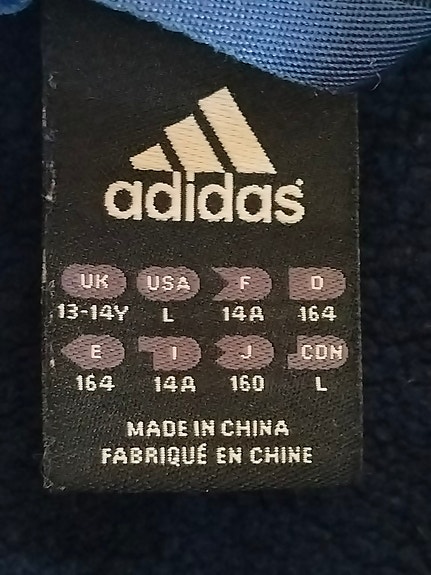 adidas
UK USA F D
13-14Y L 14A 164
E I J CDN
164 14A 160 L
MADE IN CHINA
FABRIQUÉ EN CHINE